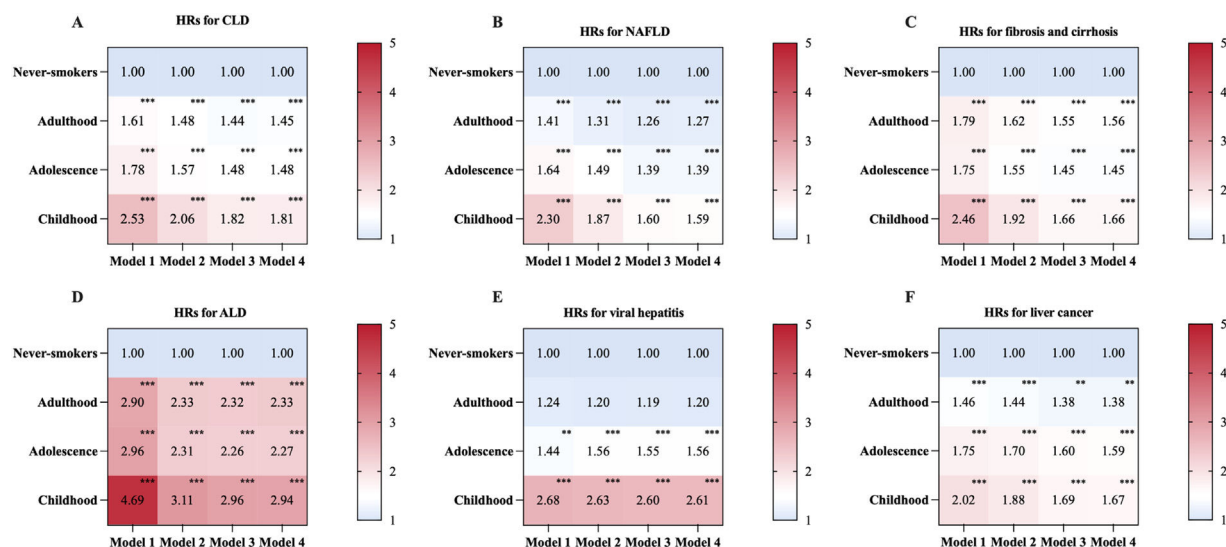 A
HRs for CLD
Never-smokers 1.00 1.00 1.00 1.00
*** *** *** ***
Adulthood 1.61 1.48 1.44 1.45
*** *** *** ***
Adolescence 1.78 1.57 1.48 1.48
*** *** *** ***
Childhood 2.53 2.06 1.82 1.81
Model 1 Model 2 Model 3 Model 4
5
4
3
2
1
B
HRs for NAFLD
Never-smokers 1.00 1.00 1.00 1.00
*** *** *** ***
Adulthood 1.41 1.31 1.26 1.27
*** *** *** ***
Adolescence 1.64 1.49 1.39 1.39
*** *** *** ***
Childhood 2.30 1.87 1.60 1.59
Model 1 Model 2 Model 3 Model 4
5
4
3
2
1
C
HRs for fibrosis and cirrhosis
Never-smokers 1.00 1.00 1.00 1.00
*** *** *** ***
Adulthood 1.79 1.62 1.55 1.56
*** *** *** ***
Adolescence 1.75 1.55 1.45 1.45
*** *** *** ***
Childhood 2.46 1.92 1.66 1.66
Model 1 Model 2 Model 3 Model 4
5
4
3
2
1
D
HRs for ALD
Never-smokers 1.00 1.00 1.00 1.00
*** *** *** ***
Adulthood 2.90 2.33 2.32 2.33
*** *** *** ***
Adolescence 2.96 2.31 2.26 2.27
*** *** *** ***
Childhood 4.69 3.11 2.96 2.94
Model 1 Model 2 Model 3 Model 4
5
4
3
2
1
E
HRs for viral hepatitis
Never-smokers 1.00 1.00 1.00 1.00
Adulthood 1.24 1.20 1.19 1.20
** *** *** ***
Adolescence 1.44 1.56 1.55 1.56
*** *** *** ***
Childhood 2.68 2.63 2.60 2.61
Model 1 Model 2 Model 3 Model 4
5
4
3
2
1
F
HRs for liver cancer
Never-smokers 1.00 1.00 1.00 1.00
*** *** ** **
Adulthood 1.46 1.44 1.38 1.38
*** *** *** ***
Adolescence 1.75 1.70 1.60 1.59
*** *** *** ***
Childhood 2.02 1.88 1.69 1.67
Model 1 Model 2 Model 3 Model 4
5
4
3
2
1